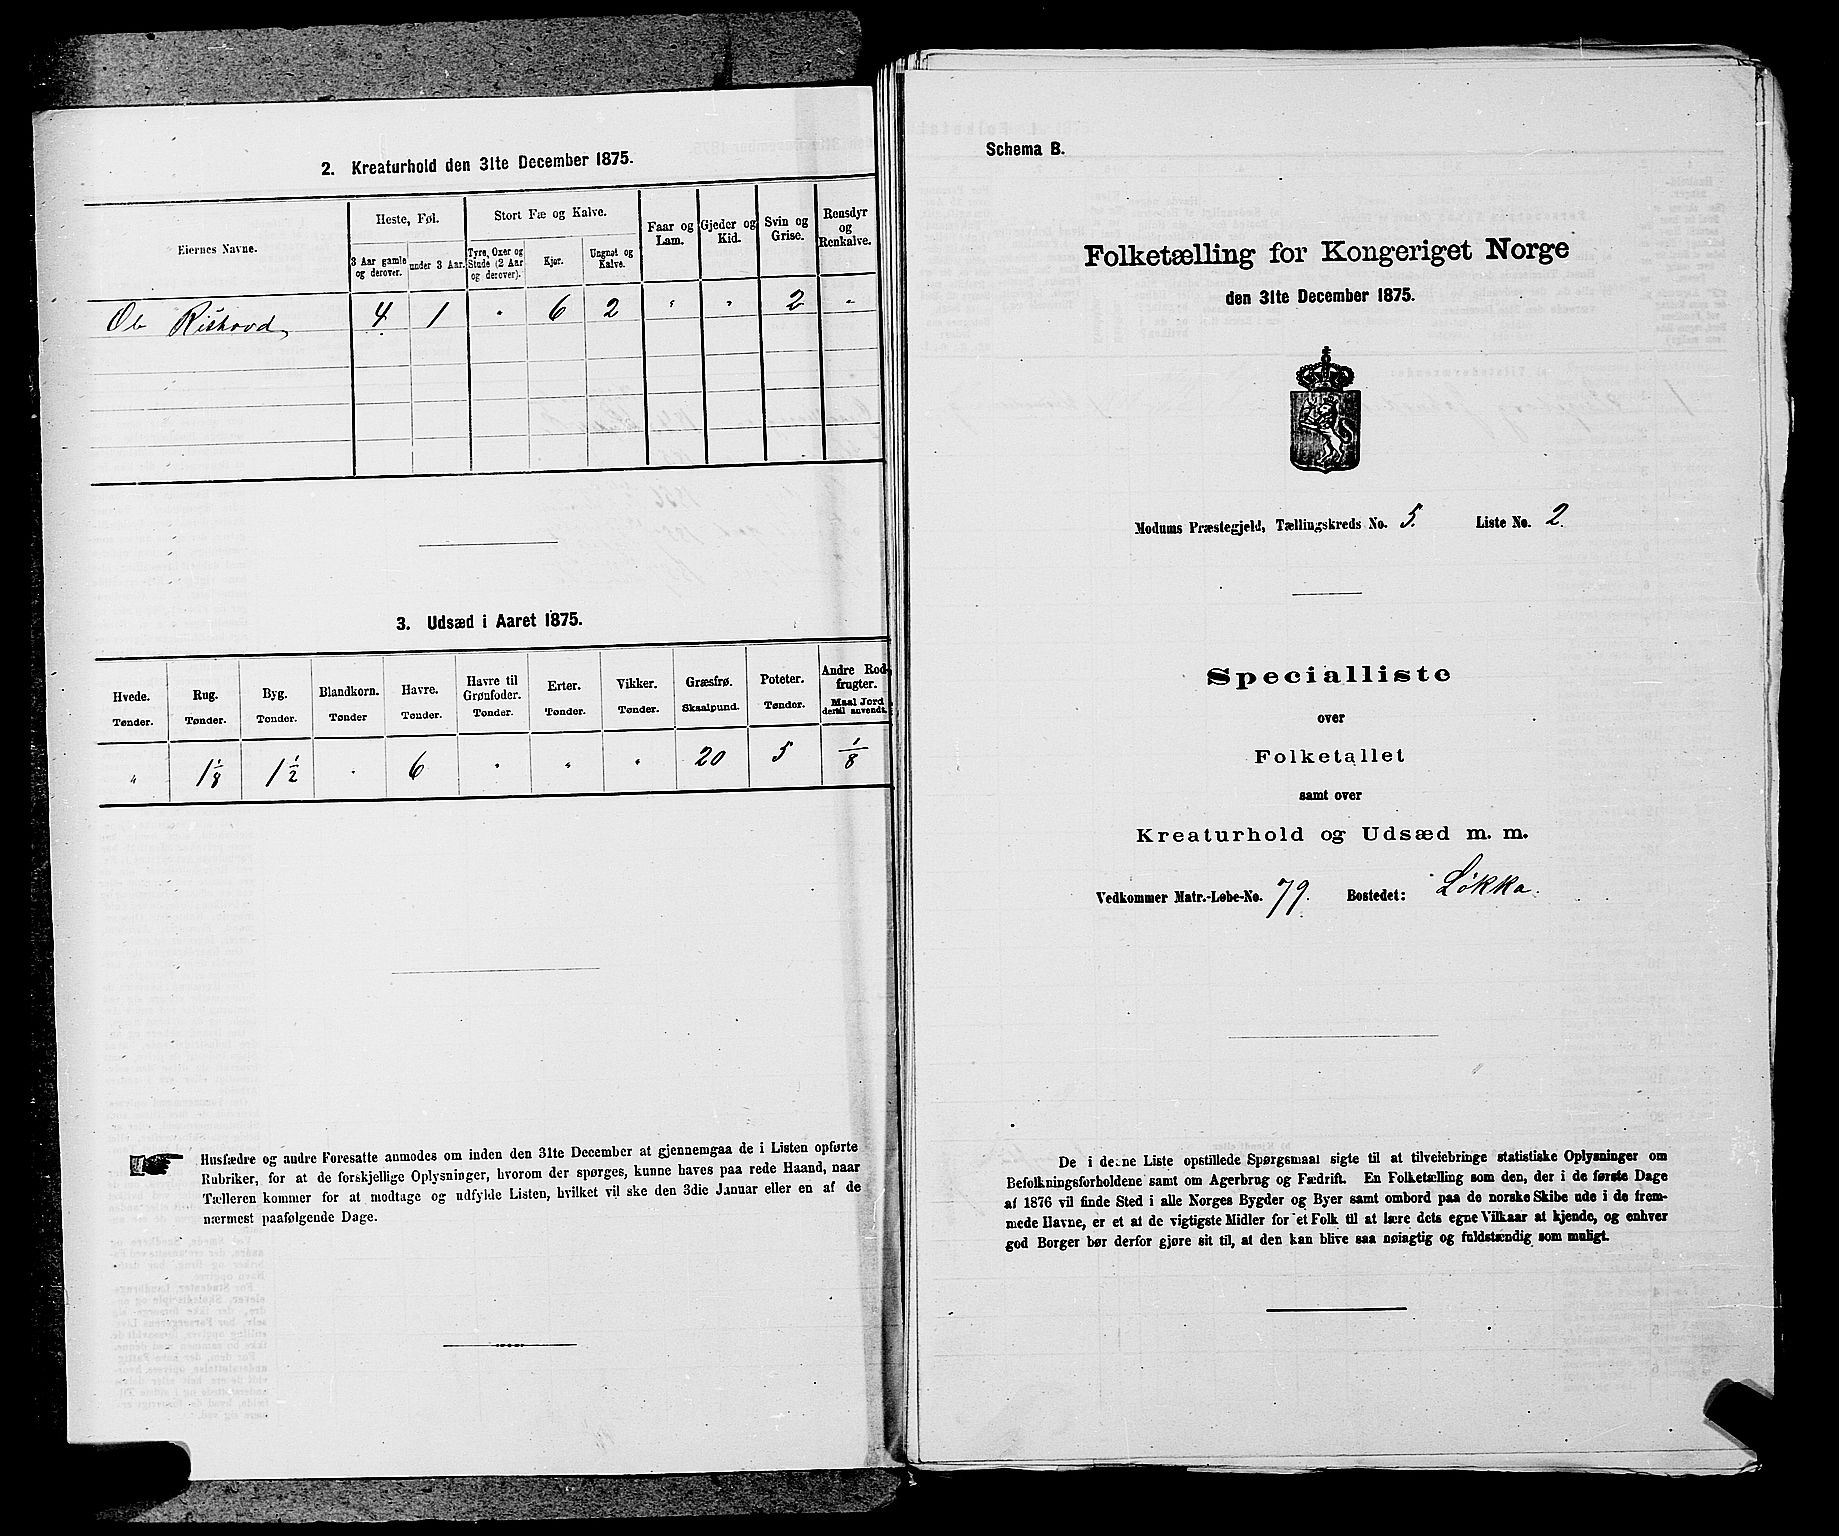 2. Kreaturhold den 31te December 1875.
Eiernes Navne.
Heste, Føl.
Stort Fæ og Kalve.
Faar og Lam.
Gjeder og Kid.
Svin og Grise.
Rensdyr og Renkalve.
3 Aar gamle og derover.
under 3 Aar.
Tyre, Oxer og Stude (2 Aar og derover).
Kjør.
Ungnøt og Kalve.
Ole Riskovd 4 1 " 6 2 " " 2 "
3. Udsæd i Aaret 1875.
Hvede. Tønder.
Rug. Tønder.
Byg. Tønder.
Blandkorn. Tønder
Havre. Tønder.
Havre til Grønfoder. Tønder.
Erter. Tønder.
Vikker. Tønder.
Græsfrø. Skaalpund.
Poteter. Tønder.
Andre Rodfrugter. Maal Jord dertil anvendt.
" 1 1/8 1 1/2 " 6 " " " 20 5 1/8
Husfædre og andre Foresatte anmodes om inden den 31te December at gjennemgaa de i Listen opførte
Rubriker, for at de forskjellige Oplysninger, hvorom der spørges, kunne haves paa rede Haand, naar
Tælleren kommer for at modtage og udfylde Listen, hvilket vil ske den 3die Januar eller en af de
nærmest paafølgende Dage.
Schema B.
Folketælling for Kongeriget Norge
den 31te December 1875.
Modums Præstegjeld, Tællingskreds No. 5. Liste No. 2.
Specialliste
over
Folketallet
samt over
Kreaturhold og Udsæd m. m.
Vedkommer Matr.-Løbe-No. 79. Bostedet: Løkka.
De i denne Liste opstillede Spørgsmaal sigte til at tilveiebringe statistiske Oplysninger om
Befolkningsforholdene samt om Agerbrug og Fædrift. En Folketælling som den, der i de første Dage
af 1876 vil finde Sted i alle Norges Bygder og Byer samt ombord paa de norske Skibe ude i de frem-
mede Havne, er et at de vigtigste Midler for et Folk til at lære dets egne Vilkaar at kjende, og enhver
god Borger bør derfor gjøre sit til, at den kan blive saa nøiagtig og fuldstændig som muligt.